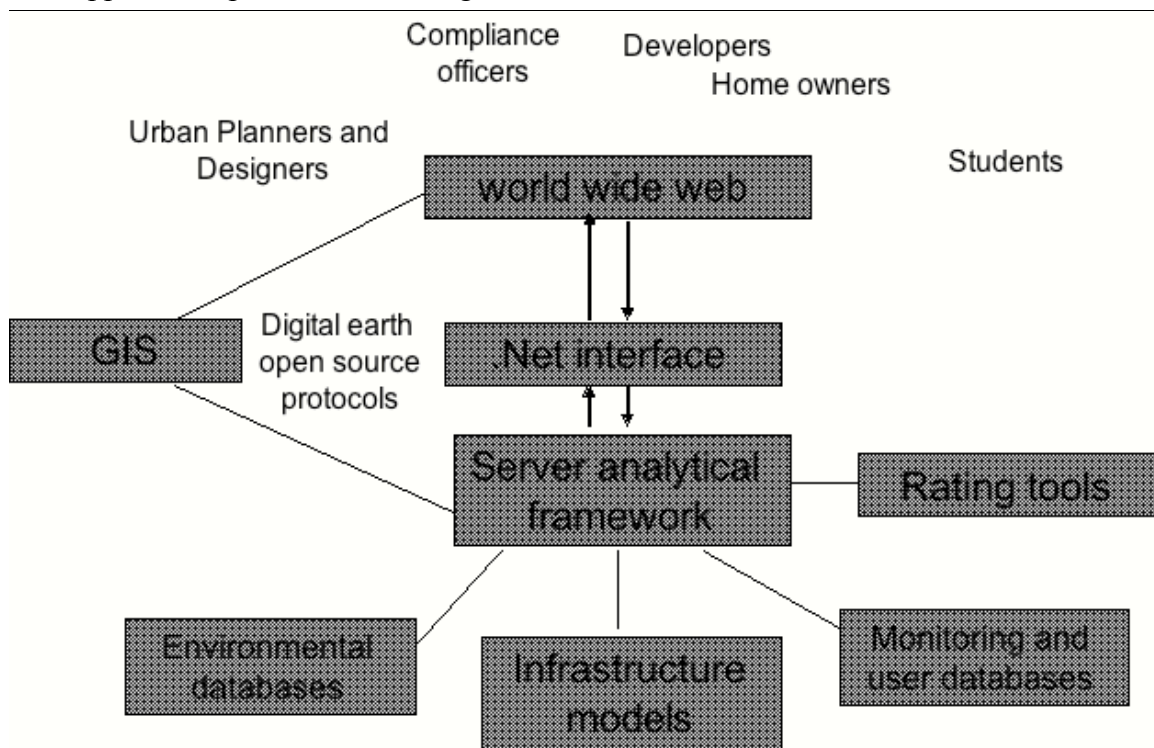 Compliance
officers
Developers
Home owners
Urban Planners and
Designers
Students
world wide web
GIS
Digital earth
open source
protocols
.Net interface
Server analytical
framework
Rating tools
Environmental
databases
Infrastructure
models
Monitoring and
user databases